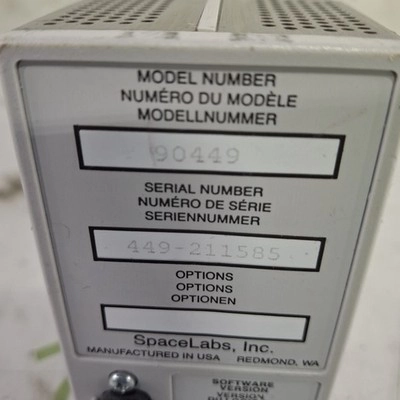 MODEL NUMBER
NUMÉRO DU MODÈLE
MODELLNUMMER
90449
SERIAL NUMBER
NUMÉRO DE SÉRIE
SERIENNUMMER
449-211585
OPTIONS
OPTIONS
OPTIONEN
SpaceLabs, Inc.
MANUFACTURED IN USA REDMOND, WA
SOFTWARE
VERSION
VERSION